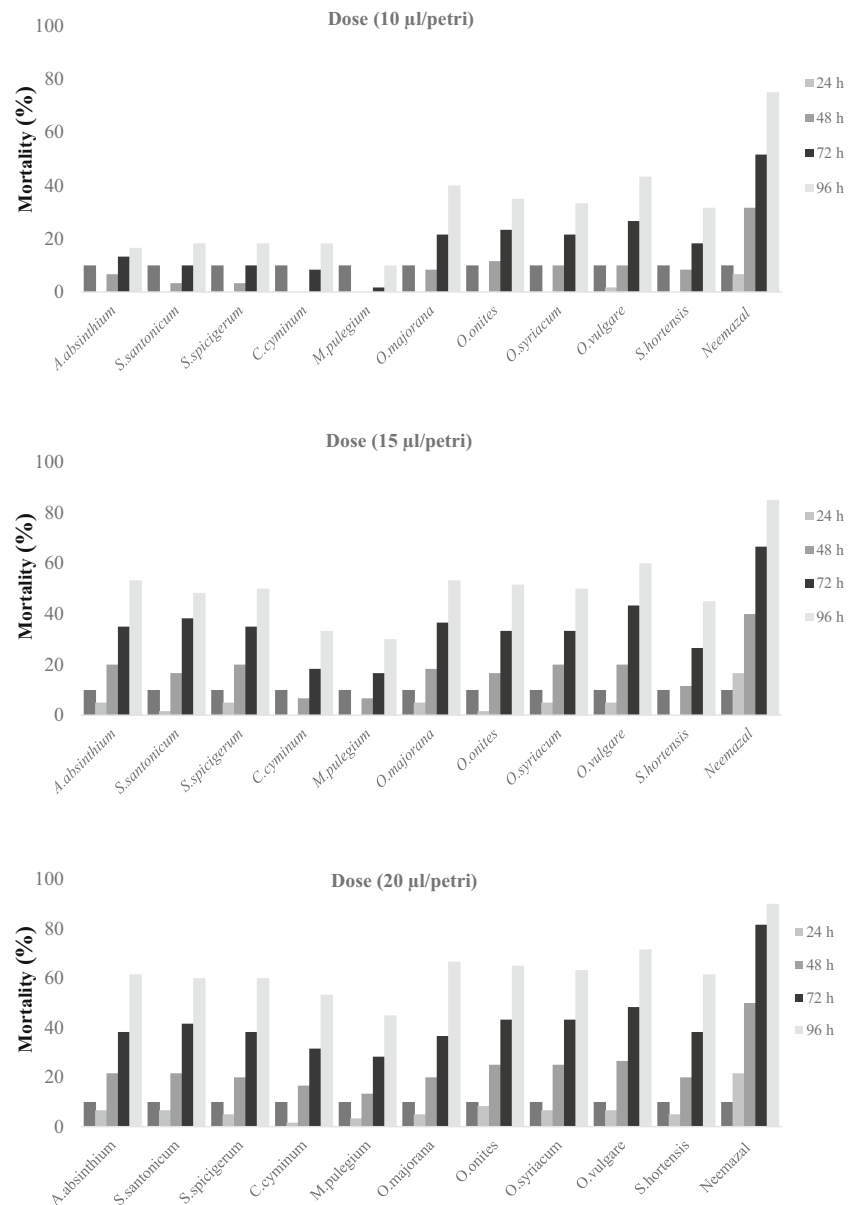 Dose (10 µl/petri)
100
80
60
40
20
0
Mortality (%)
24 h
48 h
72 h
96 h
A.absinthium
S.santonicum
S.spicigerum
C.cyminum
M.pulegium
O.majorana
O.onites
O.syriacum
O.vulgare
S.hortensis
Neemazal
Dose (15 µl/petri)
100
80
60
40
20
0
Mortality (%)
24 h
48 h
72 h
96 h
A.absinthium
S.santonicum
S.spicigerum
C.cyminum
M.pulegium
O.majorana
O.onites
O.syriacum
O.vulgare
S.hortensis
Neemazal
Dose (20 µl/petri)
100
80
60
40
20
0
Mortality (%)
24 h
48 h
72 h
96 h
A.absinthium
S.santonicum
S.spicigerum
C.cyminum
M.pulegium
O.majorana
O.onites
O.syriacum
O.vulgare
S.hortensis
Neemazal